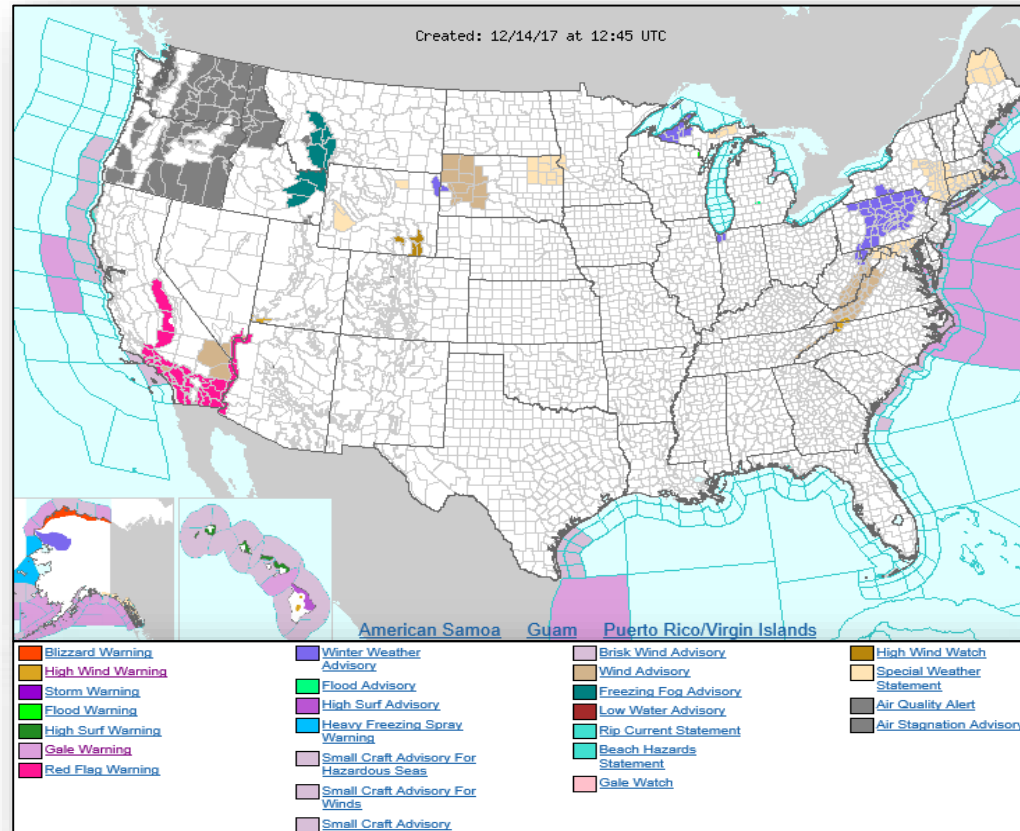 Created: 12/14/17 at 12:45 UTC
American Samoa Guam Puerto Rico/Virgin Islands
Blizzard Warning
High Wind Warning
Storm Warning
Flood Warning
High Surf Warning
Gale Warning
Red Flag Warning
Winter Weather
Advisory
Flood Advisory
High Surf Advisory
Heavy Freezing Spray
Warning
Small Craft Advisory For
Hazardous Seas
Small Craft Advisory For
Winds
Small Craft Advisory
Brisk Wind Advisory
Wind Advisory
Freezing Fog Advisory
Low Water Advisory
Rip Current Statement
Beach Hazards
Statement
Gale Watch
High Wind Watch
Special Weather
Statement
Air Quality Alert
Air Stagnation Advisory